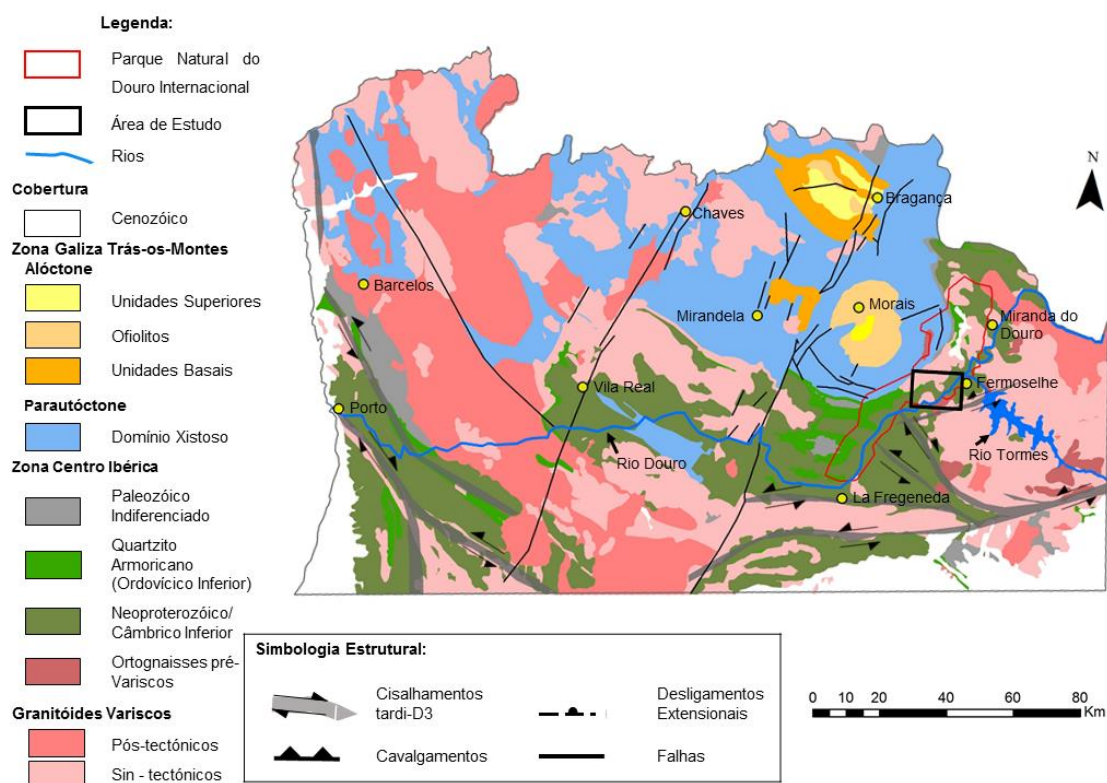 Legenda:
Parque Natural do
Douro Internacional
Área de Estudo
Rios
Cobertura
Cenozóico
Zona Galiza Trás-os-Montes
Alóctone
Unidades Superiores
Ofiolitos
Unidades Basais
Parautóctone
Domínio Xistoso
Zona Centro Ibérica
Paleozóico
Indiferenciado
Quartzito
Armoricano
(Ordovícico Inferior)
Neoproterozóico/
Câmbrico Inferior
Ortognaisses pré-
Variscos
Granitóides Variscos
Pós-tectónicos
Sin - tectónicos
N
Bragança
Chaves
Barcelos
Morais
Mirandela
Miranda do
Douro
Vila Real
Fermoselhe
Porto
Rio Douro
Rio Tormes
La Fregeneda
Simbologia Estrutural:
Cisalhamentos
tardi-D3
Desligamentos
Extensionais
Cavalgamentos
Falhas
0 10 20 40 60 80
Km